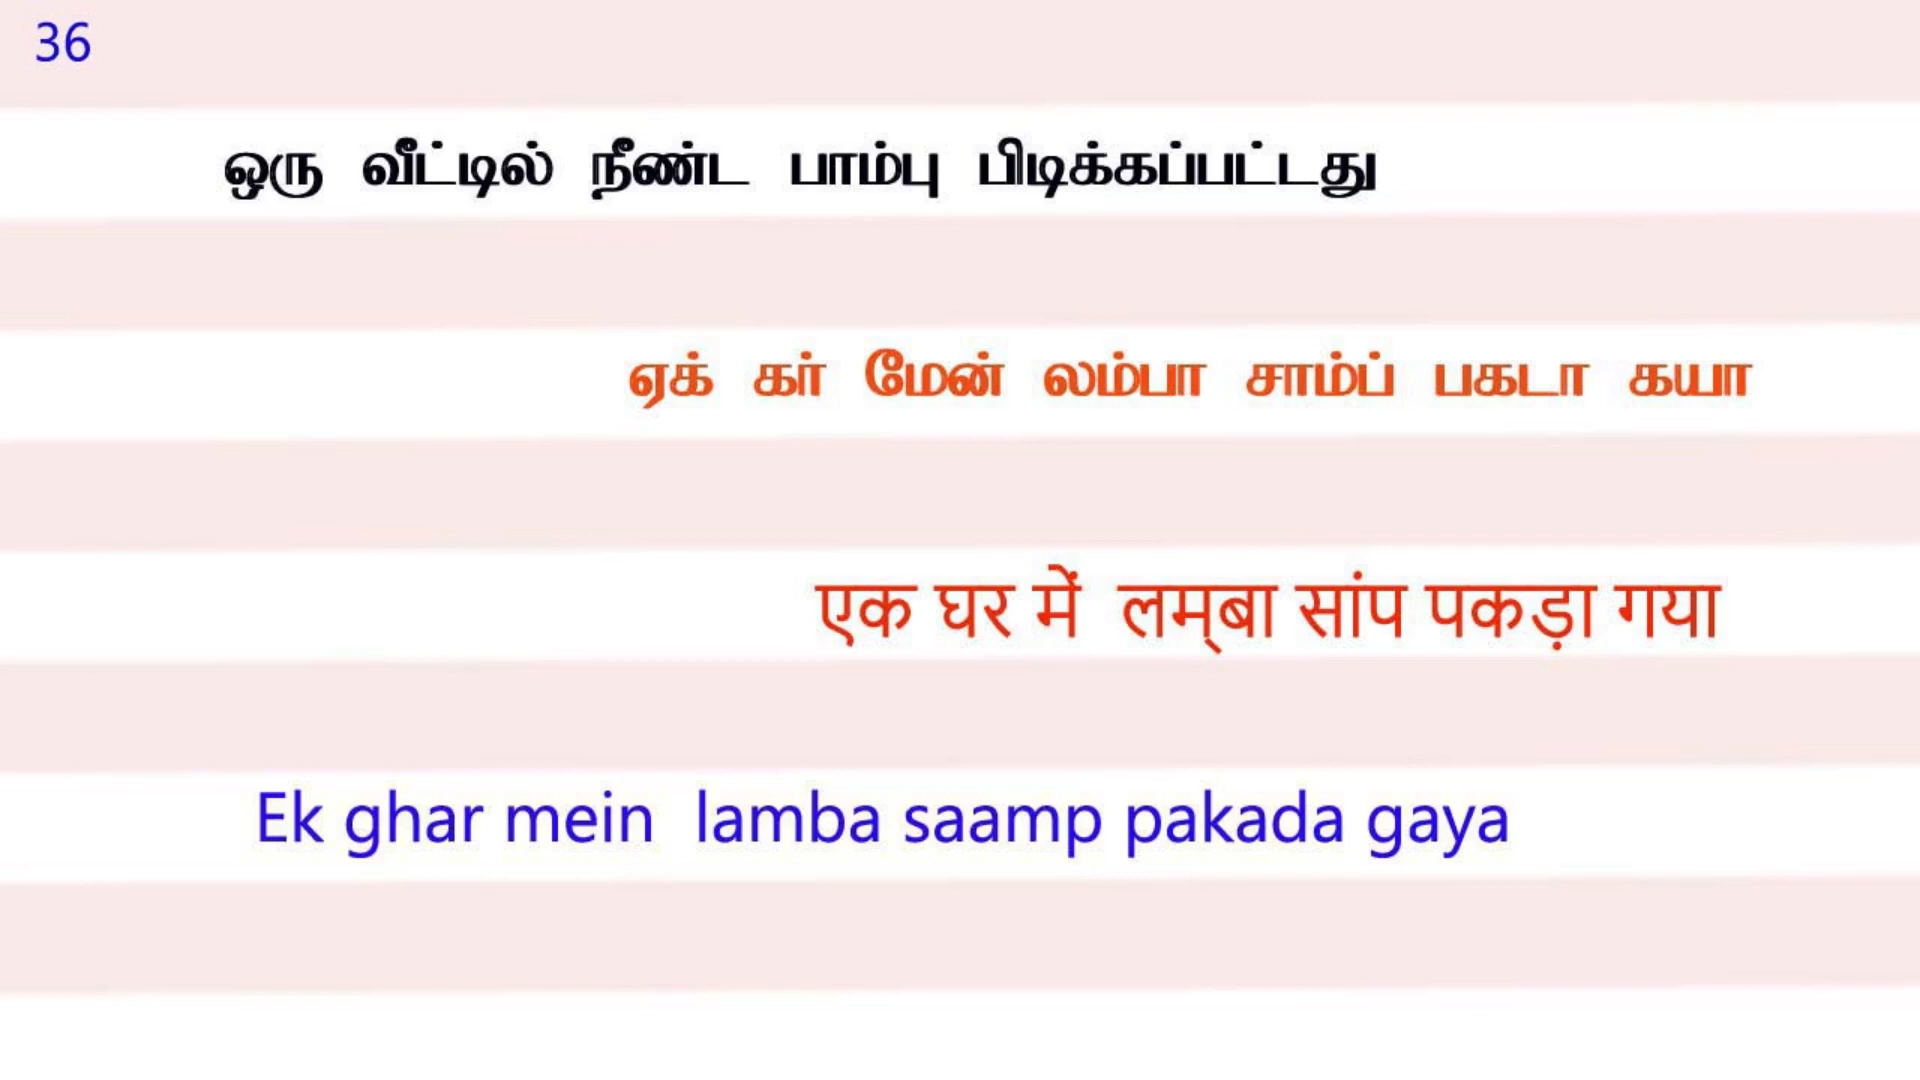 36
ஒரு வீட்டில் நீண்ட பாம்பு பிடிக்கப்பட்டது
ஏக் கர் மேன் லம்பா சாம்ப் பகடா கயா
एक घर में लम्‌बा सांप पकड़ा गया
Ek ghar mein lamba saamp pakada gaya